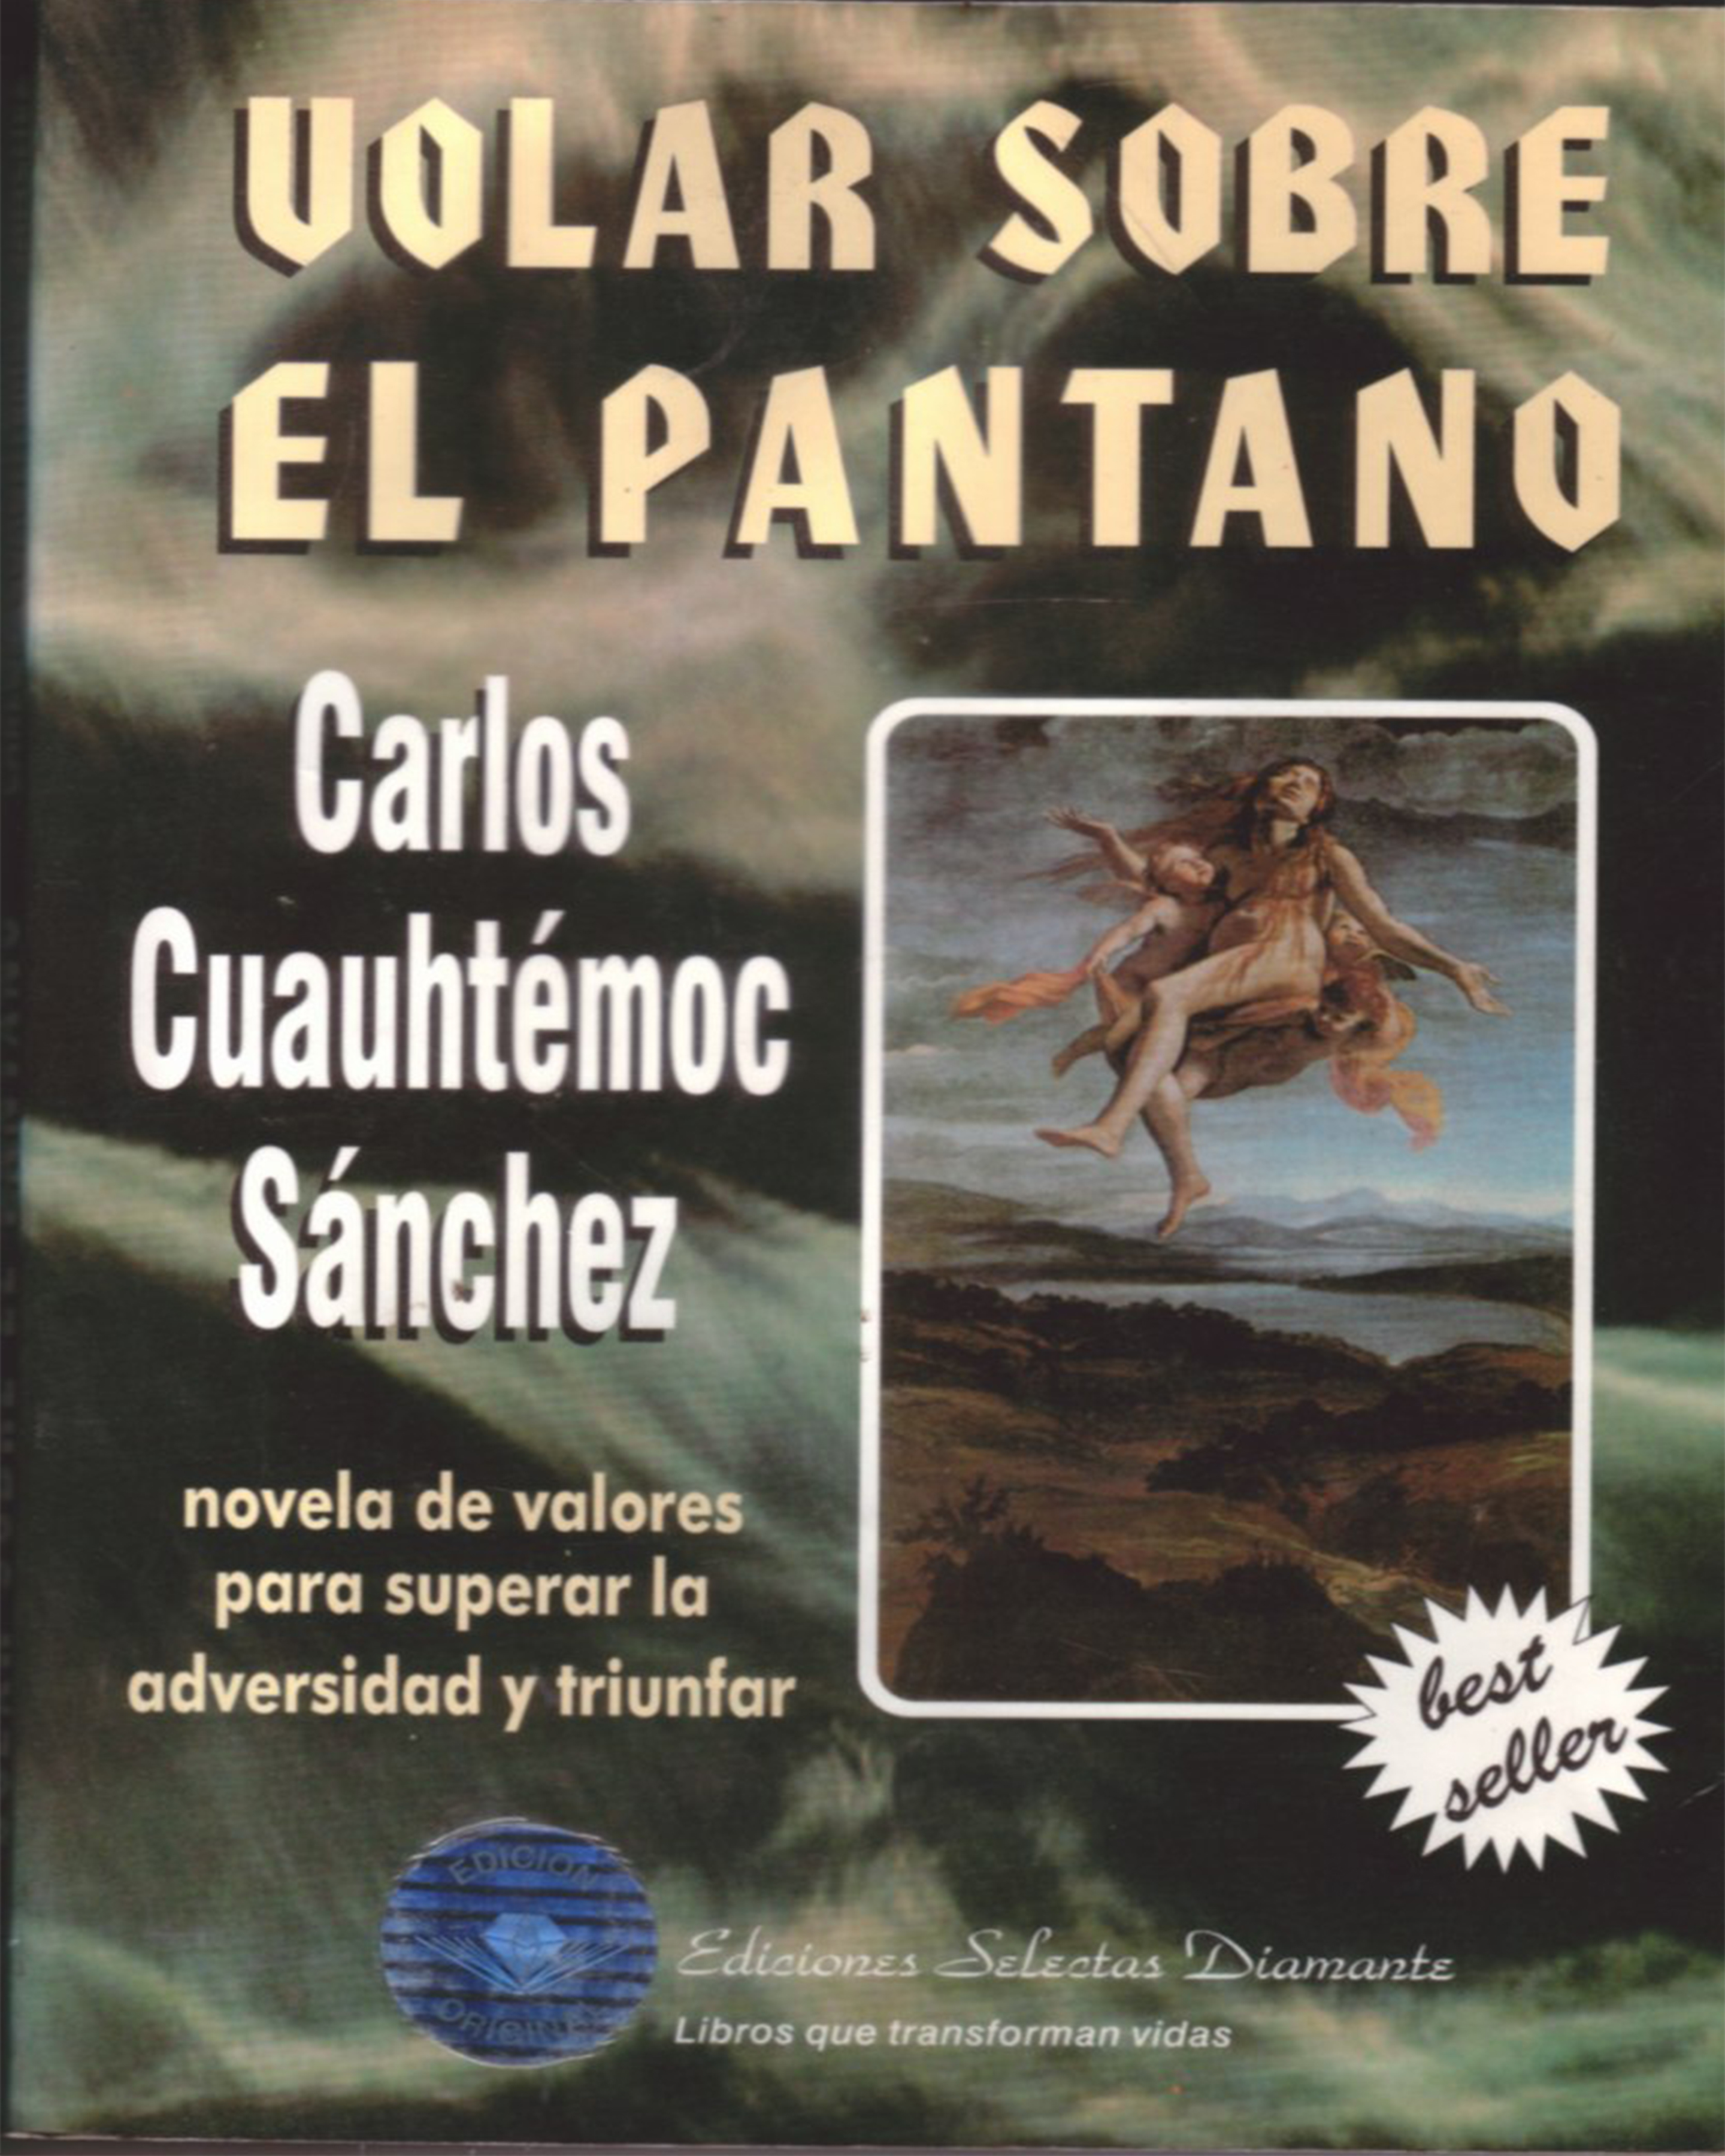 VOLAR SOBRE
EL PANTANO
Carlos
Cuauhtémoc
Sánchez
novela de valores
para superar la
adversidad y triunfar
best
seller
EDICION
ORIGINAL
Ediciones Selectas Diamante
Libros que transforman vidas